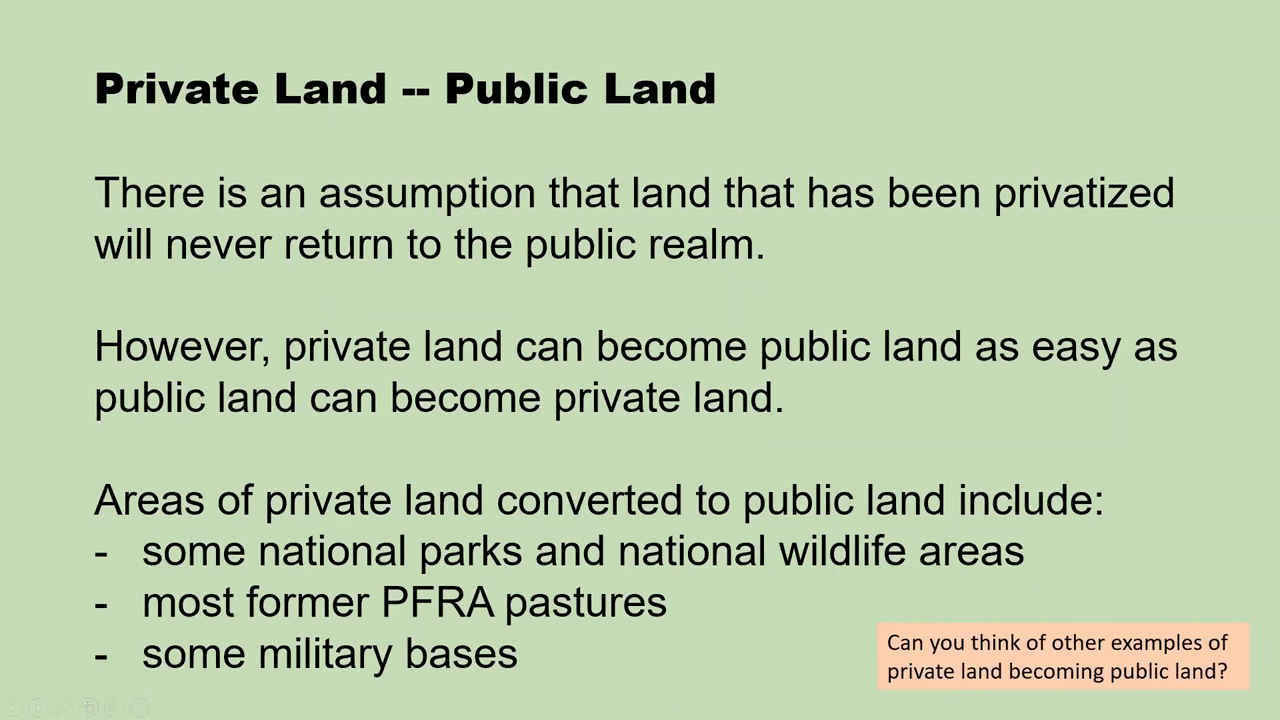 Private Land -- Public Land
There is an assumption that land that has been privatized
will never return to the public realm.
However, private land can become public land as easy as
public land can become private land.
Areas of private land converted to public land include:
- some national parks and national wildlife areas
- most former PFRA pastures
- some military bases
Can you think of other examples of
private land becoming public land?